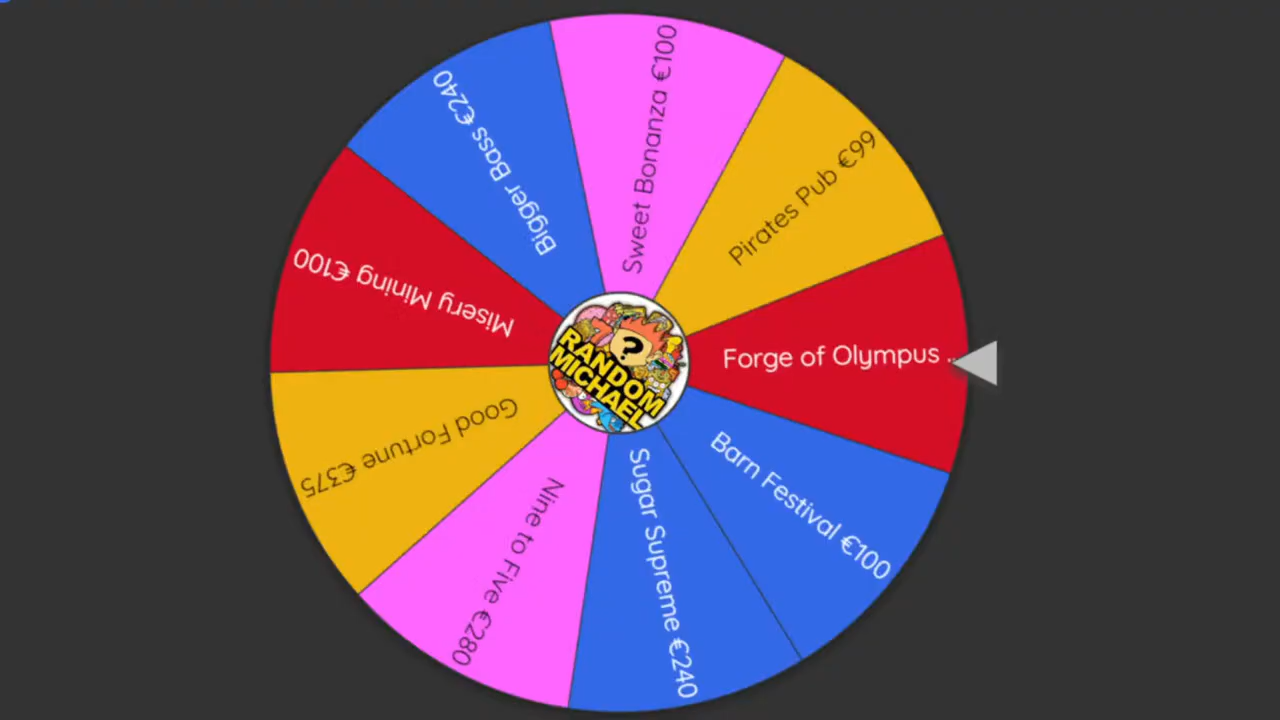 Sweet Bonanza €100
Pirates Pub €99
Forge of Olympus ..
Barn Festival €100
Sugar Supreme €240
Nine to Five €280
Good Fortune €375
Misery Mining €100
Bigger Bass €240
?
RANDOM
MICHAEL